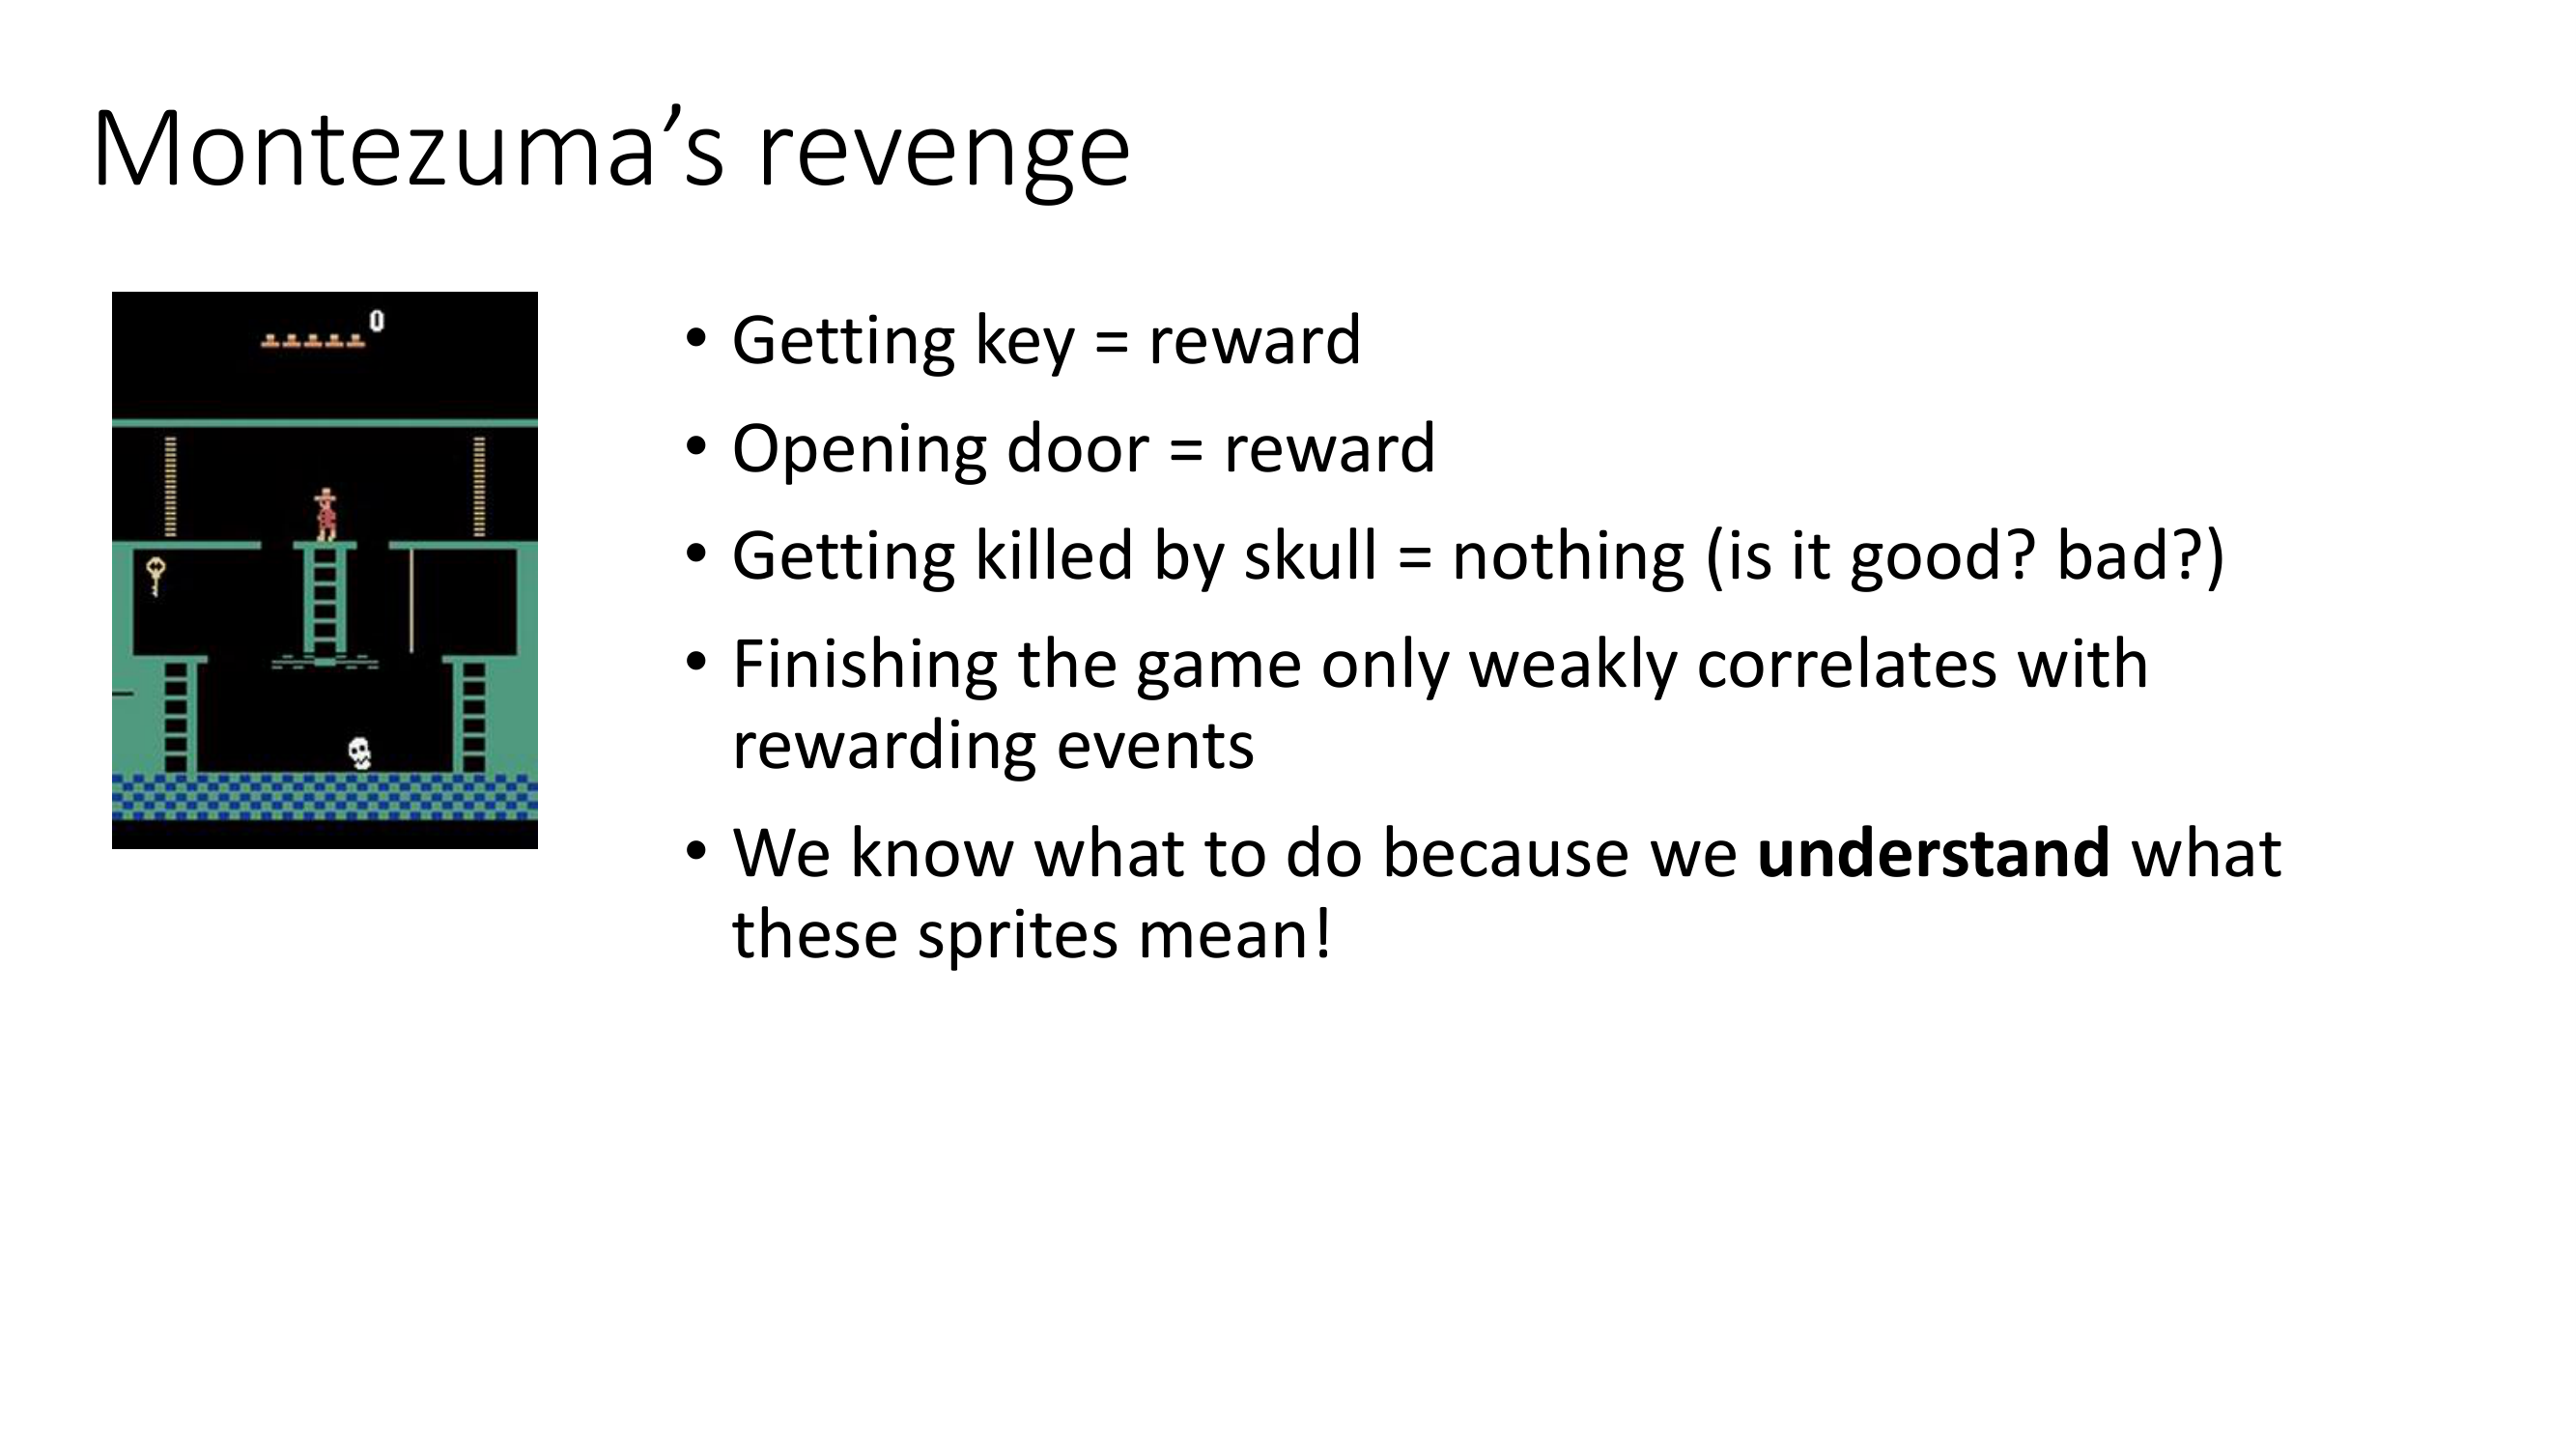 Montezuma’s revenge
0
• Getting key = reward
• Opening door = reward
• Getting killed by skull = nothing (is it good? bad?)
• Finishing the game only weakly correlates with
rewarding events
• We know what to do because we understand what
these sprites mean!